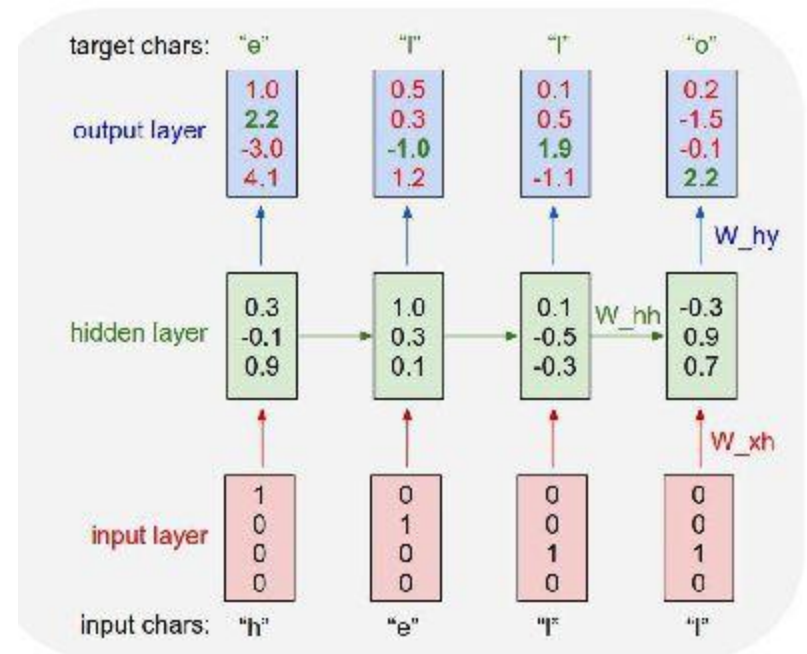 target chars: "e" "l" "l" "o"
output layer
1.0 0.5 0.1 0.2
2.2 0.3 0.5 -1.5
-3.0 -1.0 1.9 -0.1
4.1 1.2 -1.1 2.2
W_hy
hidden layer
0.3 1.0 0.1 -0.3
-0.1 0.3 -0.5 0.9
0.9 0.1 -0.3 0.7
W_hh
W_xh
input layer
1 0 0 0
0 1 0 0
0 0 1 1
0 0 0 0
input chars: "h" "e" "l" "l"